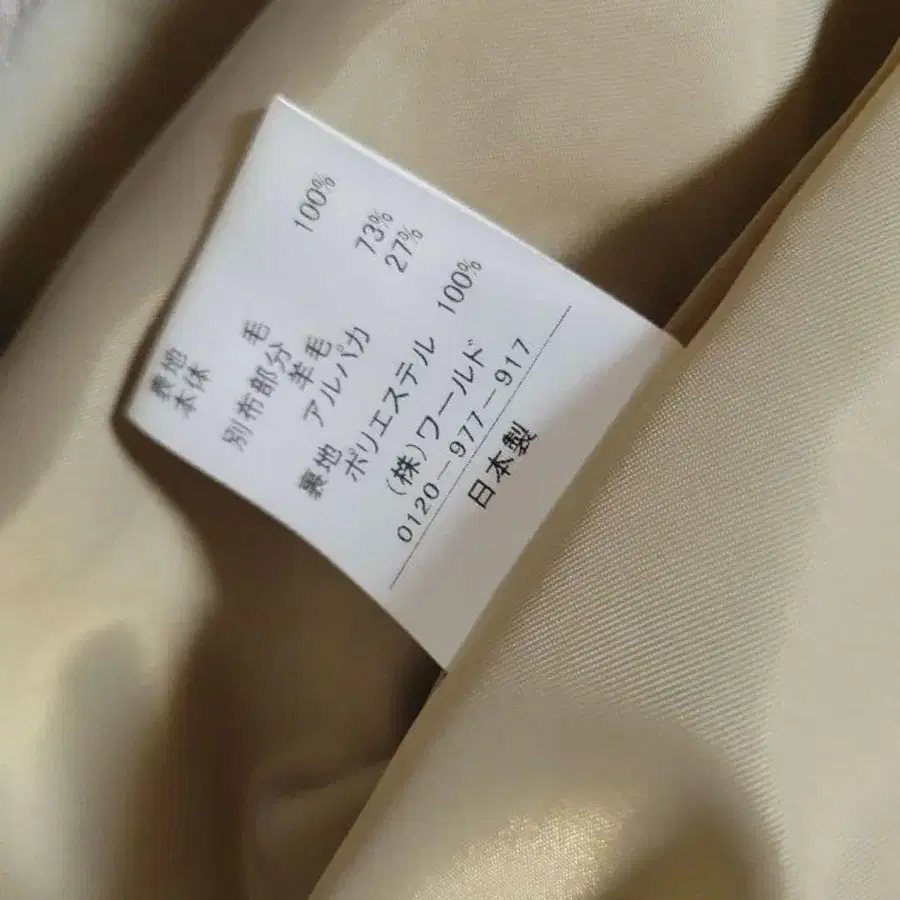 表地
本体
毛 100%
別布部分
羊毛 73%
アルパカ 27%
裏地
ポリエステル 100%
(株)ワールド
0120-977-917
日本製